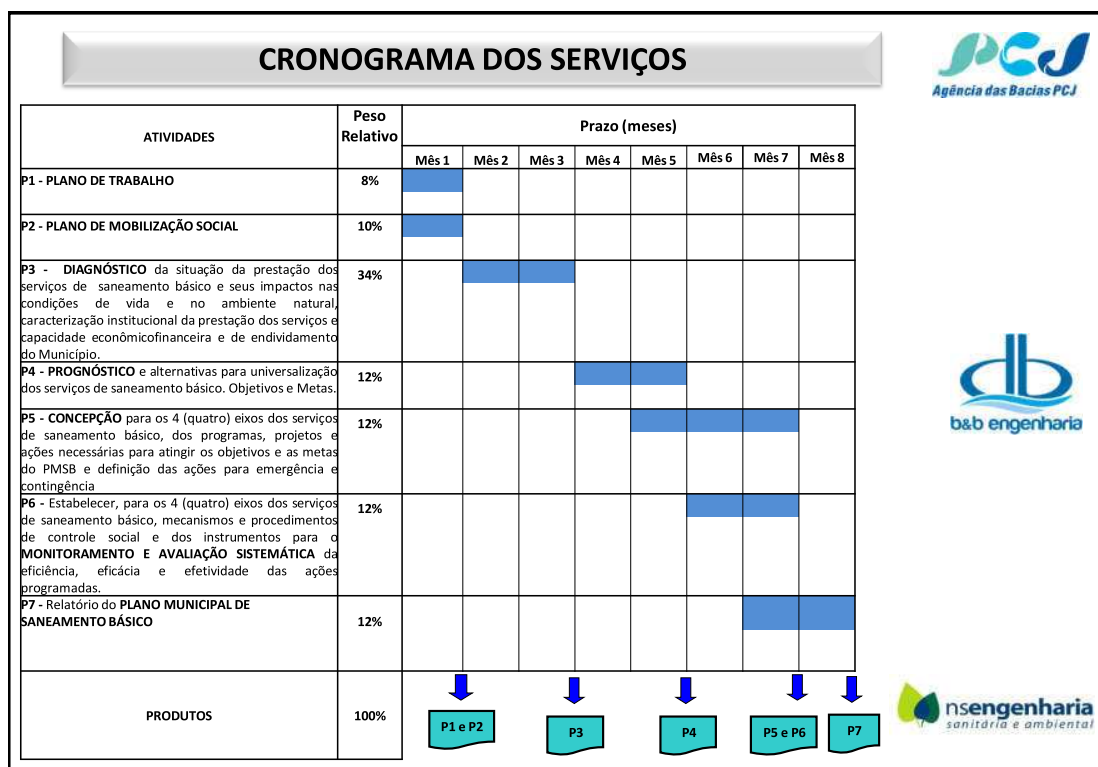 CRONOGRAMA DOS SERVIÇOS
PCJ
Agência das Bacias PCJ
ATIVIDADES
Peso
Relativo
Prazo (meses)
Mês 1
Mês 2
Mês 3
Mês 4
Mês 5
Mês 6
Mês 7
Mês 8
P1 - PLANO DE TRABALHO
8%
P2 - PLANO DE MOBILIZAÇÃO SOCIAL
10%
P3 - DIAGNÓSTICO da situação da prestação dos
serviços de saneamento básico e seus impactos nas
condições de vida e no ambiente natural,
caracterização institucional da prestação dos serviços e
capacidade econômicofinanceira e de endividamento
do Município.
34%
P4 - PROGNÓSTICO e alternativas para universalização
dos serviços de saneamento básico. Objetivos e Metas.
12%
P5 - CONCEPÇÃO para os 4 (quatro) eixos dos serviços
de saneamento básico, dos programas, projetos e
ações necessárias para atingir os objetivos e as metas
do PMSB e definição das ações para emergência e
contingência
12%
P6 - Estabelecer, para os 4 (quatro) eixos dos serviços
de saneamento básico, mecanismos e procedimentos
de controle social e dos instrumentos para o
MONITORAMENTO E AVALIAÇÃO SISTEMÁTICA da
eficiência, eficácia e efetividade das ações
programadas.
12%
P7 - Relatório do PLANO MUNICIPAL DE
SANEAMENTO BÁSICO
12%
PRODUTOS
100%
P1 e P2
P3
P4
P5 e P6
P7
b&b engenharia
nsengenharia
sanitária e ambiental